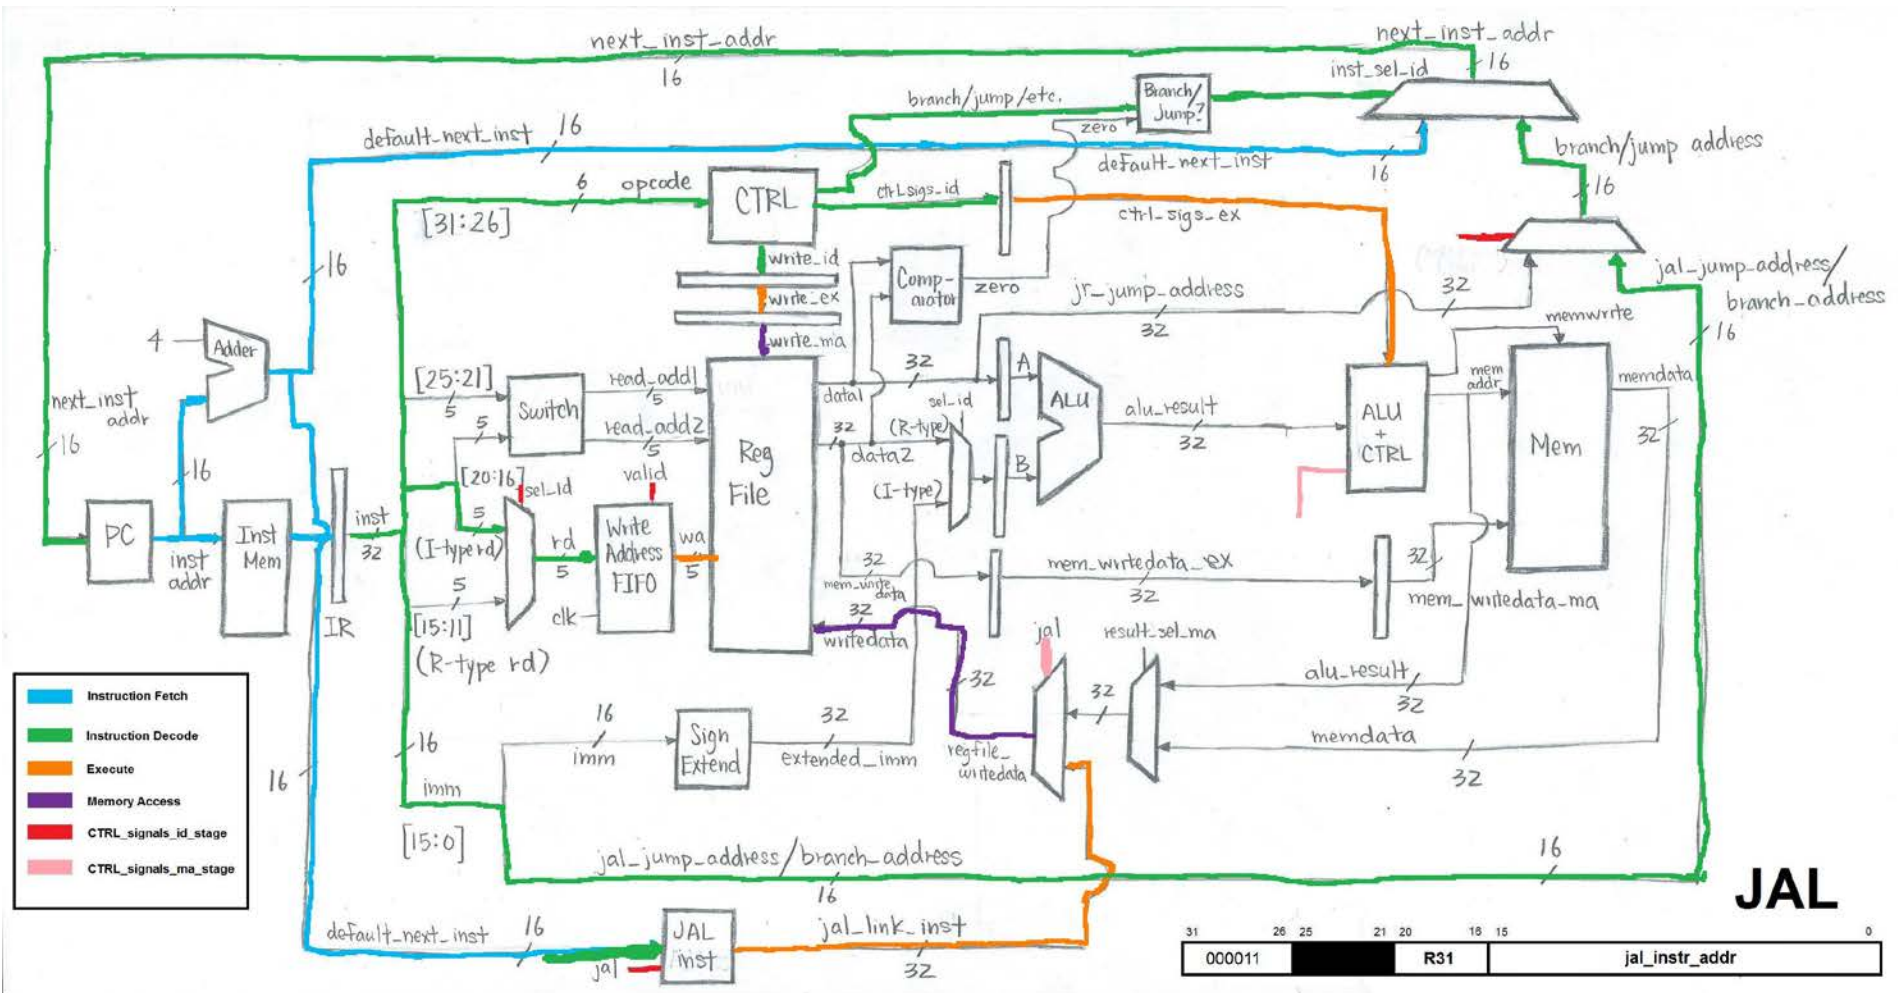 next_inst_addr
16
next_inst_addr
16
inst_sel_id
Branch/
Jump?
branch/jump/etc.
zero
default_next_inst
16
default_next_inst
16
branch/jump address
16
6
opcode
[31:26]
CTRL
ctrl_sigs_id
ctrl_sigs_ex
write_id
write_ex
write_ma
16
Comp-
arator
zero
jr_jump_address
32
32
jal_jump_address/
branch_address
16
4
Adder
next_inst
addr
16
16
[25:21]
5
5
Switch
read_add1
5
read_add2
5
data1
32
32
data2
sel_id
(R-type)
(I-type)
A
B
ALU
alu_result
32
ALU
+
CTRL
memwrite
mem
addr
Mem
memdata
32
Reg
File
[20:16]
sel_id
valid
5
(I-type rd)
rd
5
Write
Address
FIFO
wa
5
clk
5
[15:11]
(R-type rd)
PC
inst
addr
Inst
Mem
IR
inst
32
32
mem_write
data
mem_writedata_ex
32
32
mem_writedata_ma
32
writedata
32
jal
result_sel_ma
32
alu_result
32
memdata
32
regfile_
writedata
16
imm
Sign
Extend
32
extended_imm
16
imm
[15:0]
16
jal_jump_address/branch_address
16
16
default_next_inst
16
jal
JAL
inst
jal_link_inst
32
Instruction Fetch
Instruction Decode
Execute
Memory Access
CTRL_signals_id_stage
CTRL_signals_ma_stage
JAL
31 26 25 21 20 16 15 0
000011 R31 jal_instr_addr